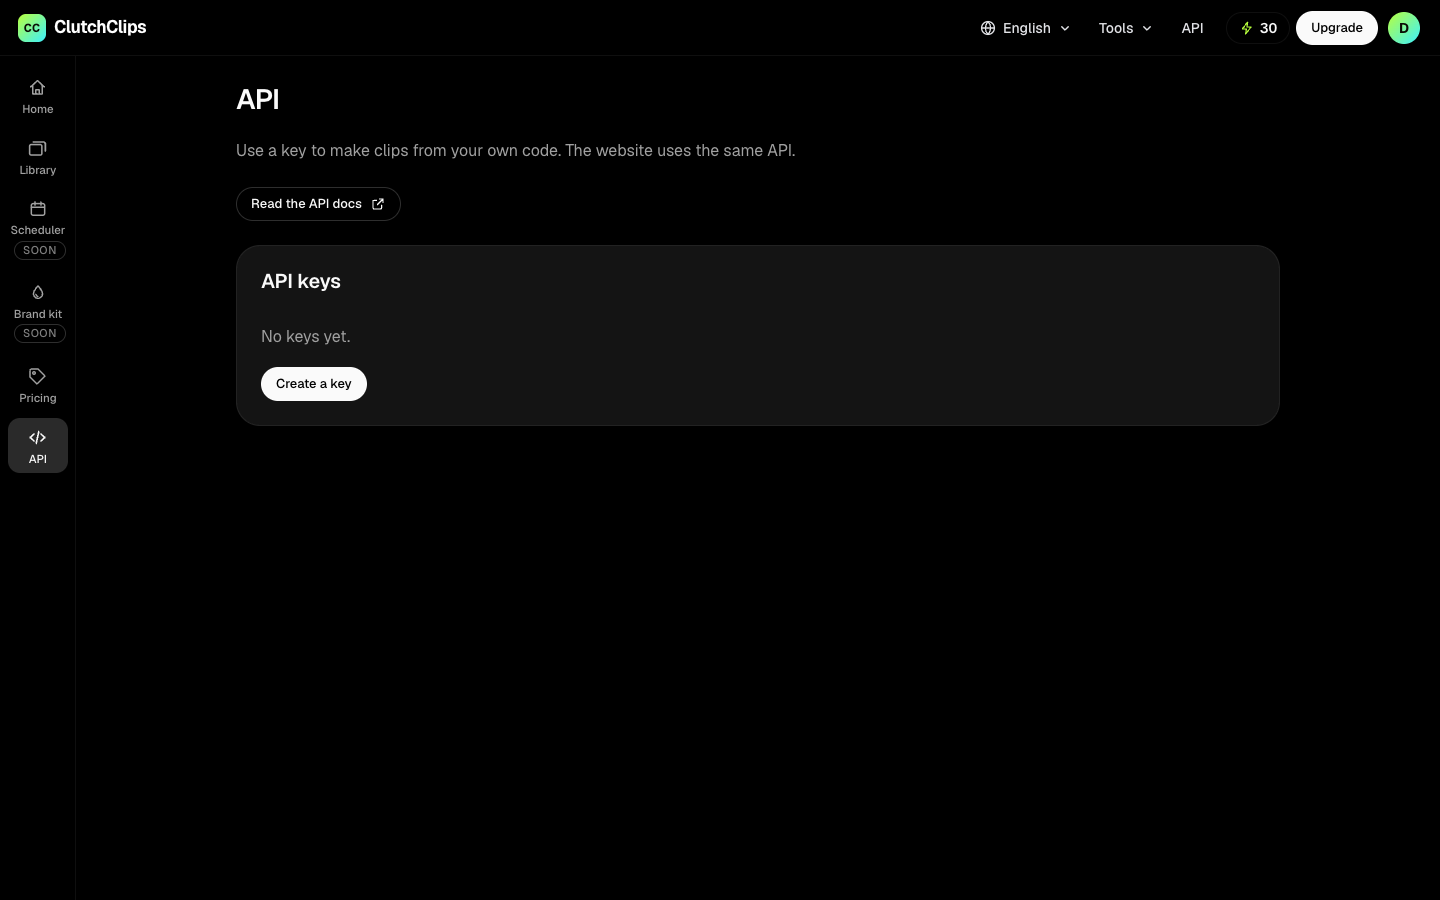 CC ClutchClips
English
Tools
API
30
Upgrade
D
Home
Library
Scheduler
SOON
Brand kit
SOON
Pricing
API
API
Use a key to make clips from your own code. The website uses the same API.
Read the API docs
API keys
No keys yet.
Create a key